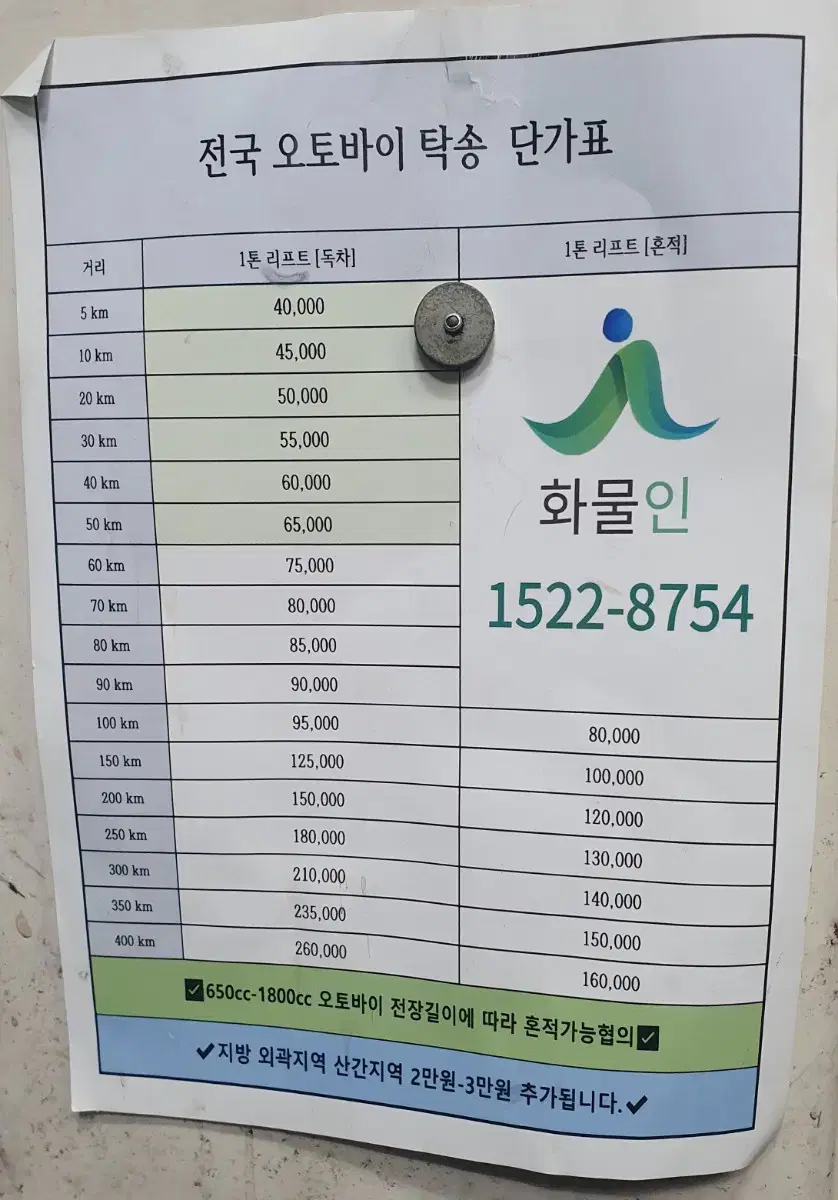 전국 오토바이 탁송 단가표
거리 1톤 리프트 [독차] 1톤 리프트 [혼적]
5 km 40,000
10 km 45,000
20 km 50,000
30 km 55,000
40 km 60,000
50 km 65,000
60 km 75,000
70 km 80,000
80 km 85,000
90 km 90,000
화물인
1522-8754
100 km 95,000 80,000
150 km 125,000 100,000
200 km 150,000 120,000
250 km 180,000 130,000
300 km 210,000 140,000
350 km 235,000 150,000
400 km 260,000 160,000
✅650cc-1800cc 오토바이 전장길이에 따라 혼적가능협의✅
✔지방 외곽지역 산간지역 2만원-3만원 추가됩니다.✔